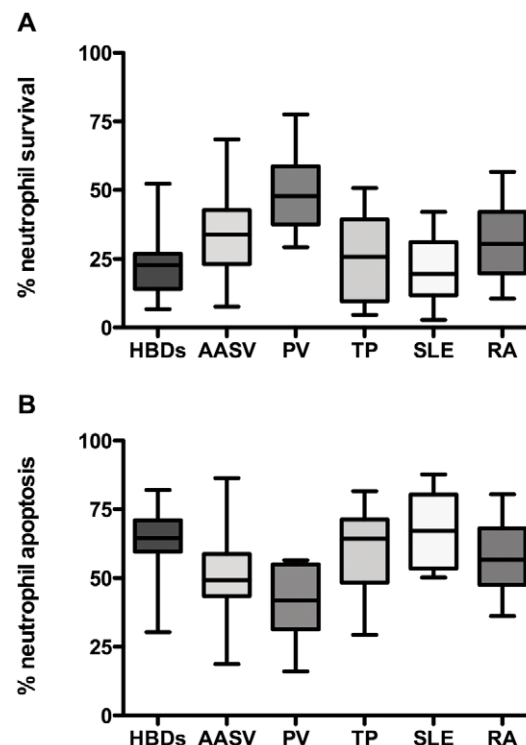 A
% neutrophil survival
100
75
50
25
0
HBDs AASV PV TP SLE RA
B
% neutrophil apoptosis
100
75
50
25
0
HBDs AASV PV TP SLE RA